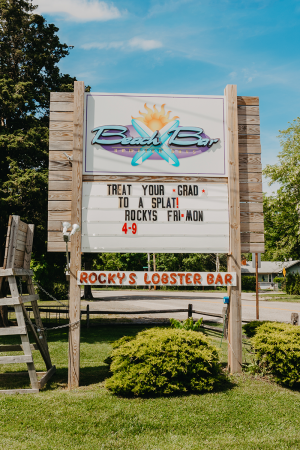 Beach Bar
TREAT YOUR •GRAD•
TO A SPLAT!
ROCKYS FRI•MON
4-9
ROCKY'S LOBSTER BAR